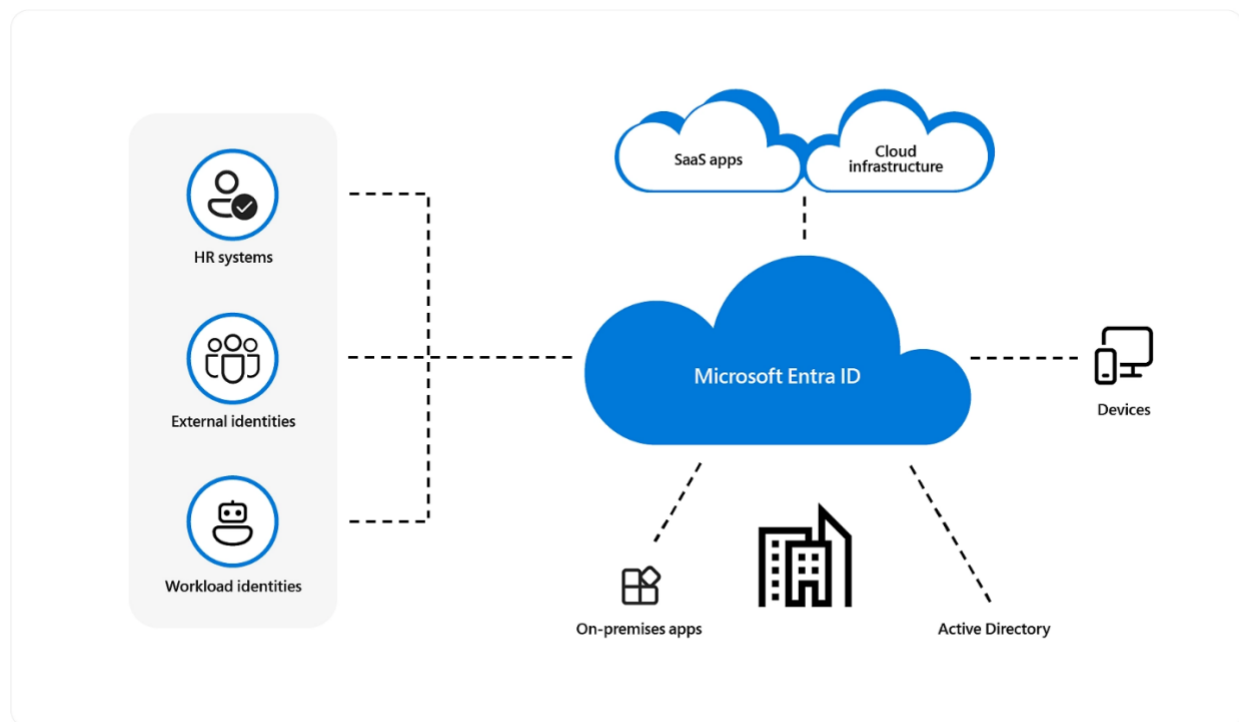 SaaS apps
Cloud
infrastructure
HR systems
Microsoft Entra ID
Devices
External identities
Workload identities
On-premises apps
Active Directory